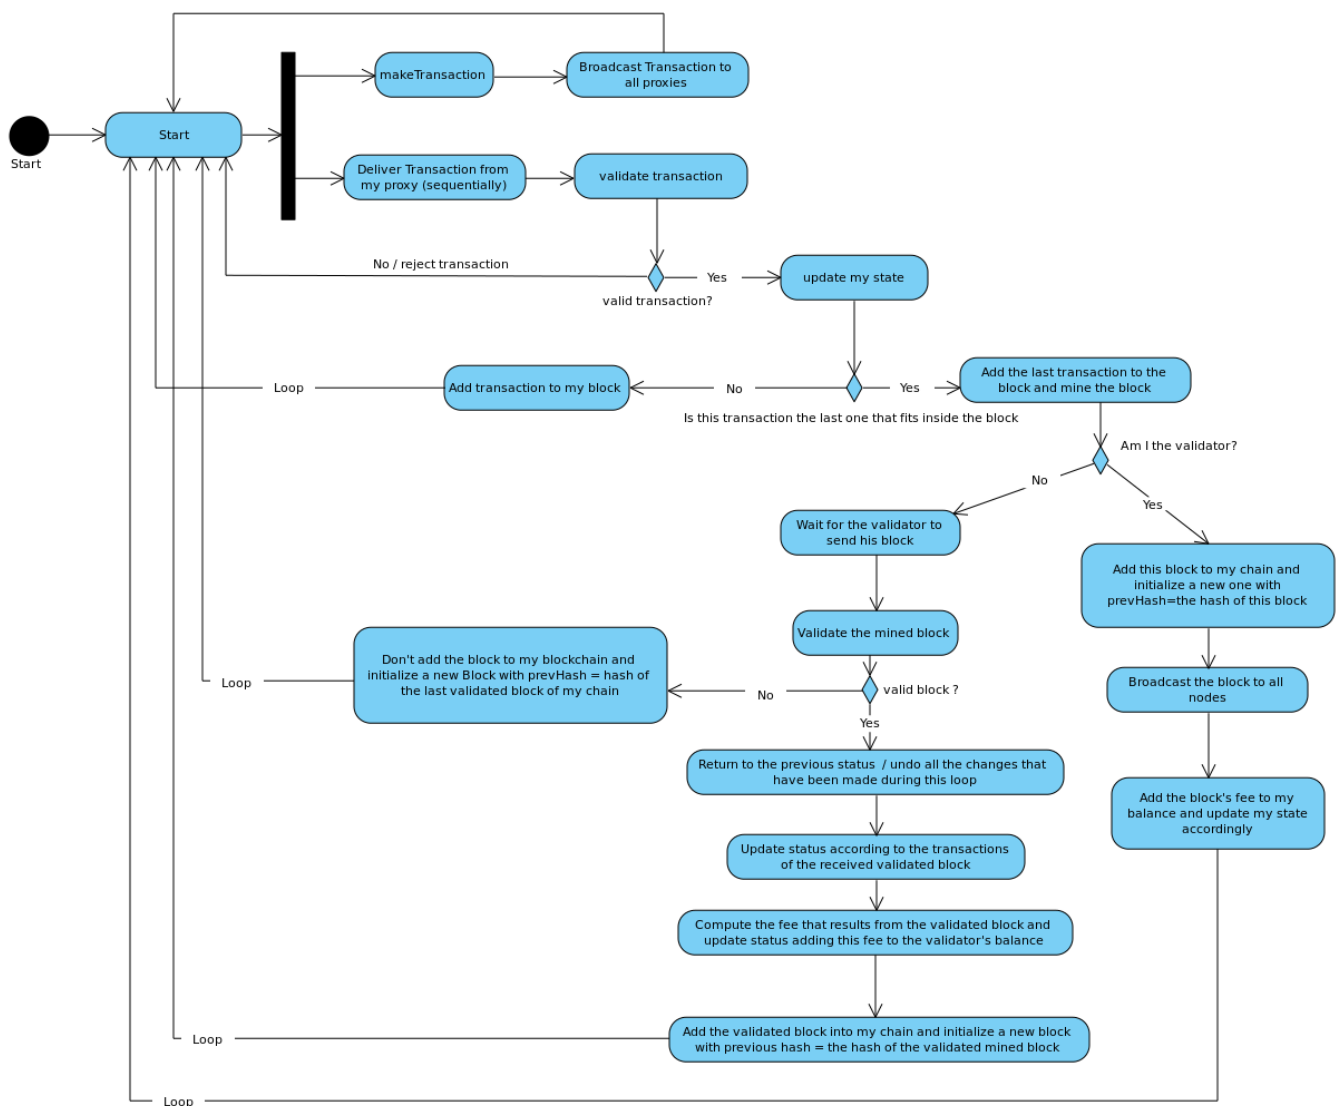 Broadcast Transaction to
all proxies
makeTransaction
Start
Start
Deliver Transaction from
my proxy (sequentially)
validate transaction
No / reject transaction
Yes
update my state
valid transaction?
Add transaction to my block
Loop
No
Yes
Add the last transaction to the
block and mine the block
Is this transaction the last one that fits inside the block
Am I the validator?
No
Yes
Wait for the validator to
send his block
Add this block to my chain and
initialize a new one with
prevHash=the hash of this block
Validate the mined block
Don't add the block to my blockchain and
initialize a new Block with prevHash = hash of
the last validated block of my chain
Loop
No
valid block ?
Broadcast the block to all
nodes
Yes
Return to the previous status / undo all the changes that
have been made during this loop
Add the block's fee to my
balance and update my state
accordingly
Update status according to the transactions
of the received validated block
Compute the fee that results from the validated block and
update status adding this fee to the validator's balance
Add the validated block into my chain and initialize a new block
with previous hash = the hash of the validated mined block
Loop
Loop